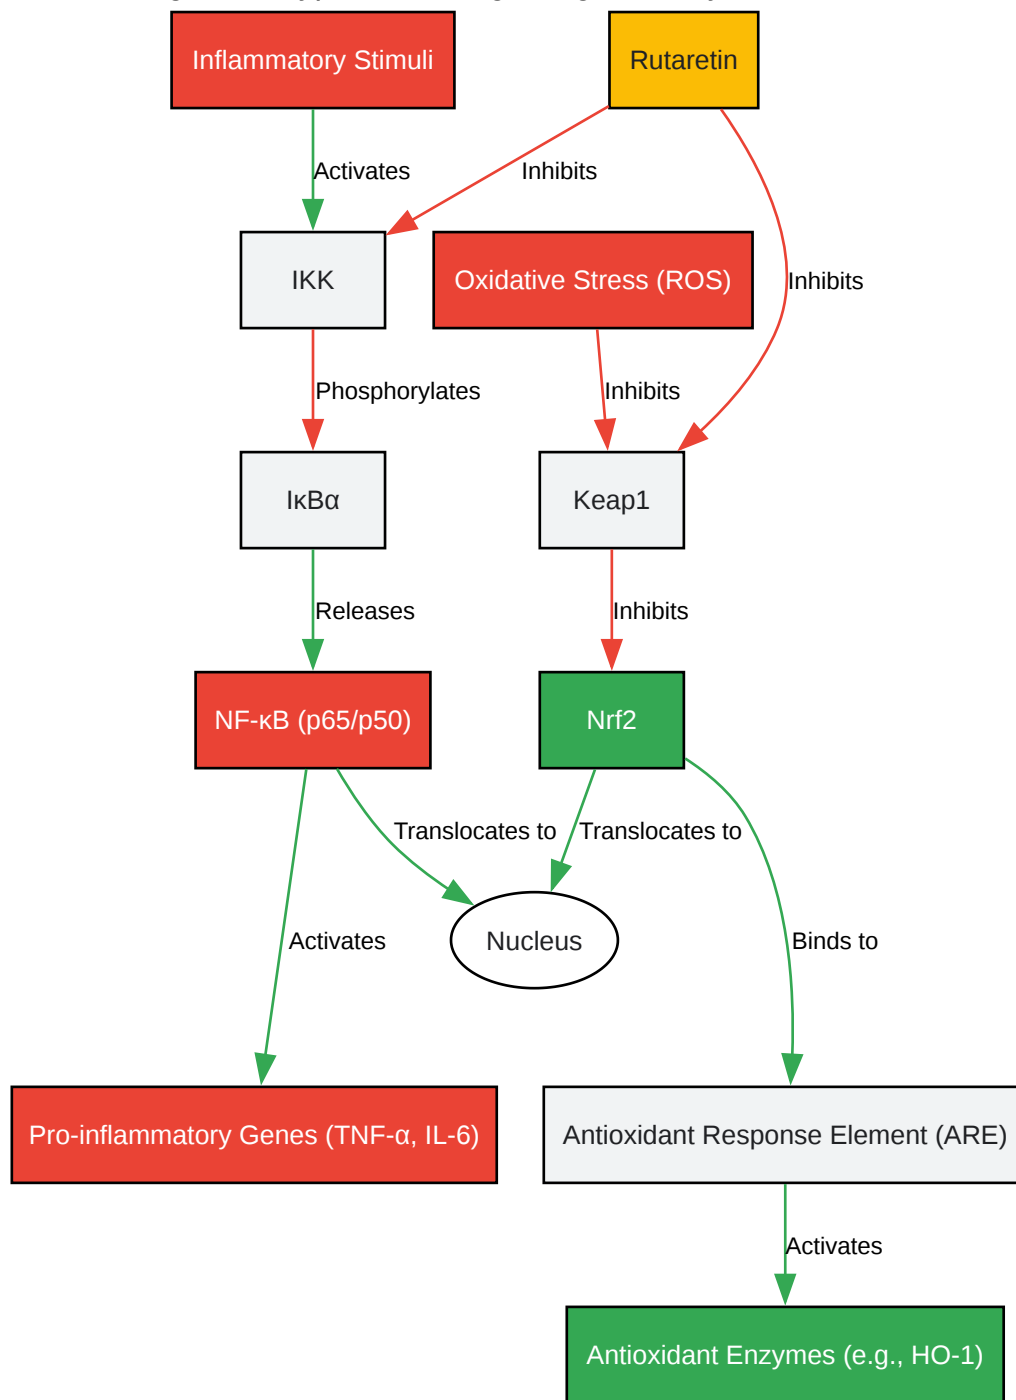 Inflammatory Stimuli
Rutaretin
Activates
Inhibits
IKK
Oxidative Stress (ROS)
Inhibits
Phosphorylates
Inhibits
IκBα
Keap1
Releases
Inhibits
NF-κB (p65/p50)
Nrf2
Translocates to
Translocates to
Activates
Nucleus
Binds to
Pro-inflammatory Genes (TNF-α, IL-6)
Antioxidant Response Element (ARE)
Activates
Antioxidant Enzymes (e.g., HO-1)